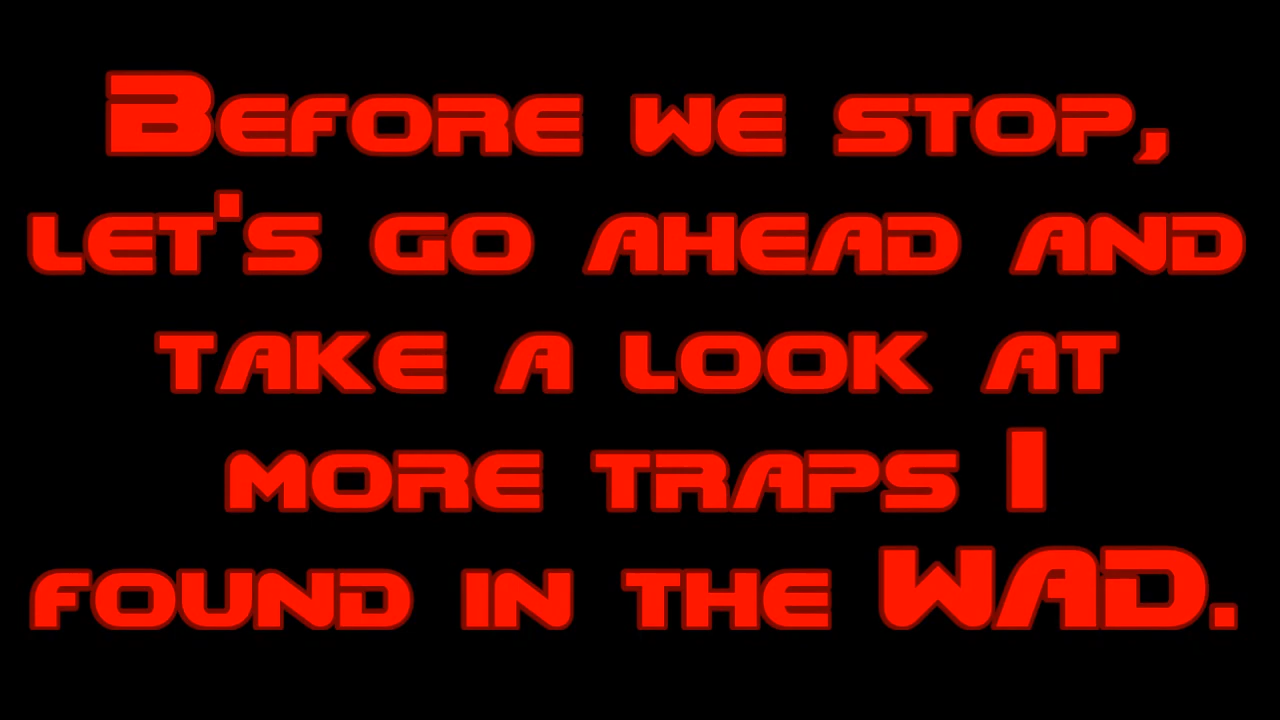 Before we stop,
let's go ahead and
take a look at
more traps I
found in the WAD.